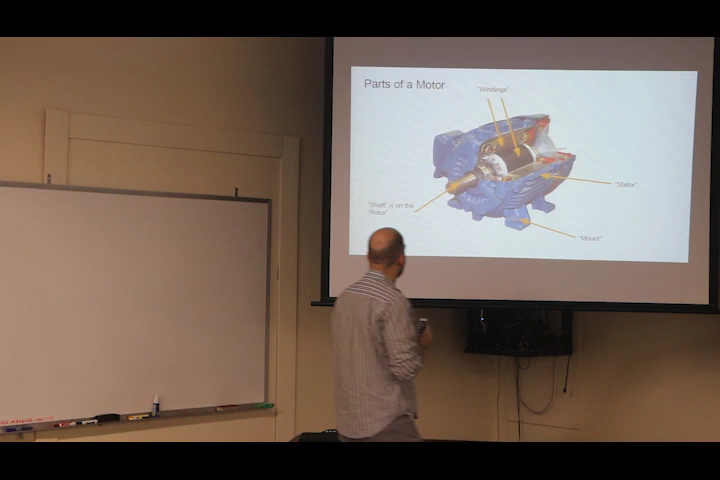 Parts of a Motor
"Windings"
"Stator"
"Shaft" is on the
"Rotor"
"Mount"